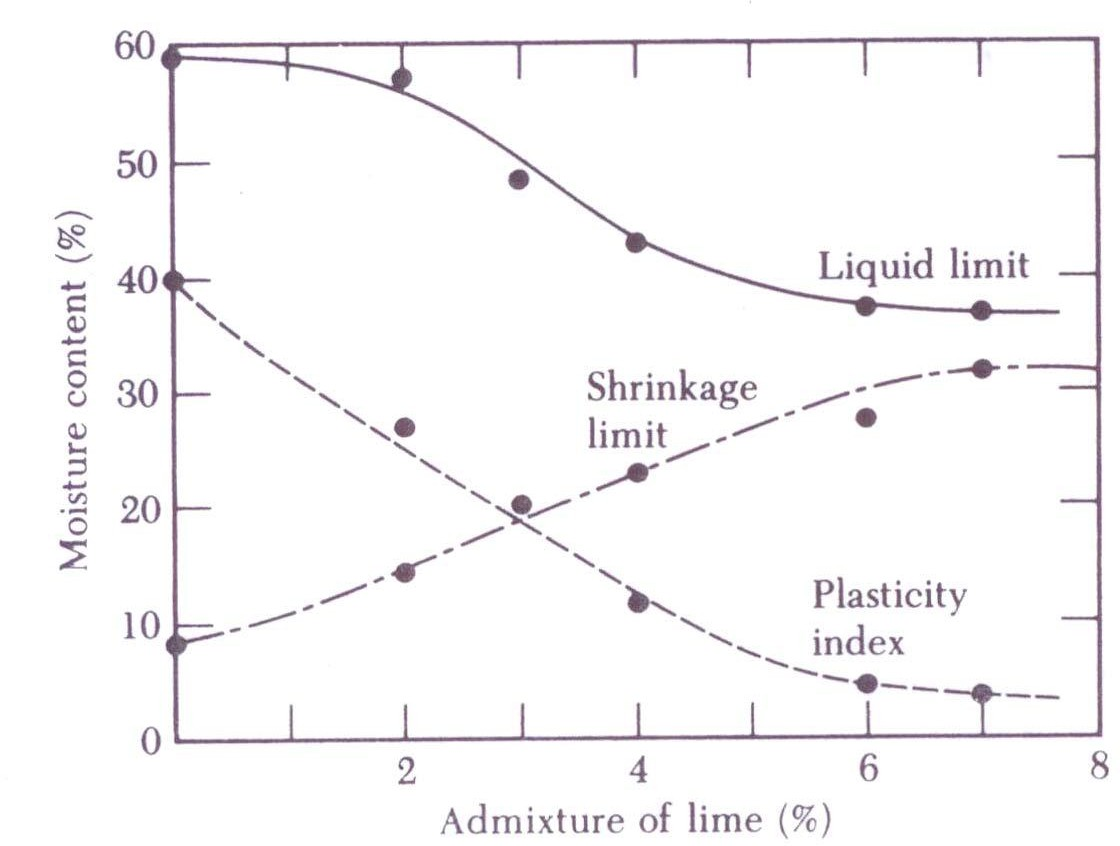 60
50
40
30
20
10
0
Moisture content (%)
Liquid limit
Shrinkage
limit
Plasticity
index
2
4
6
8
Admixture of lime (%)